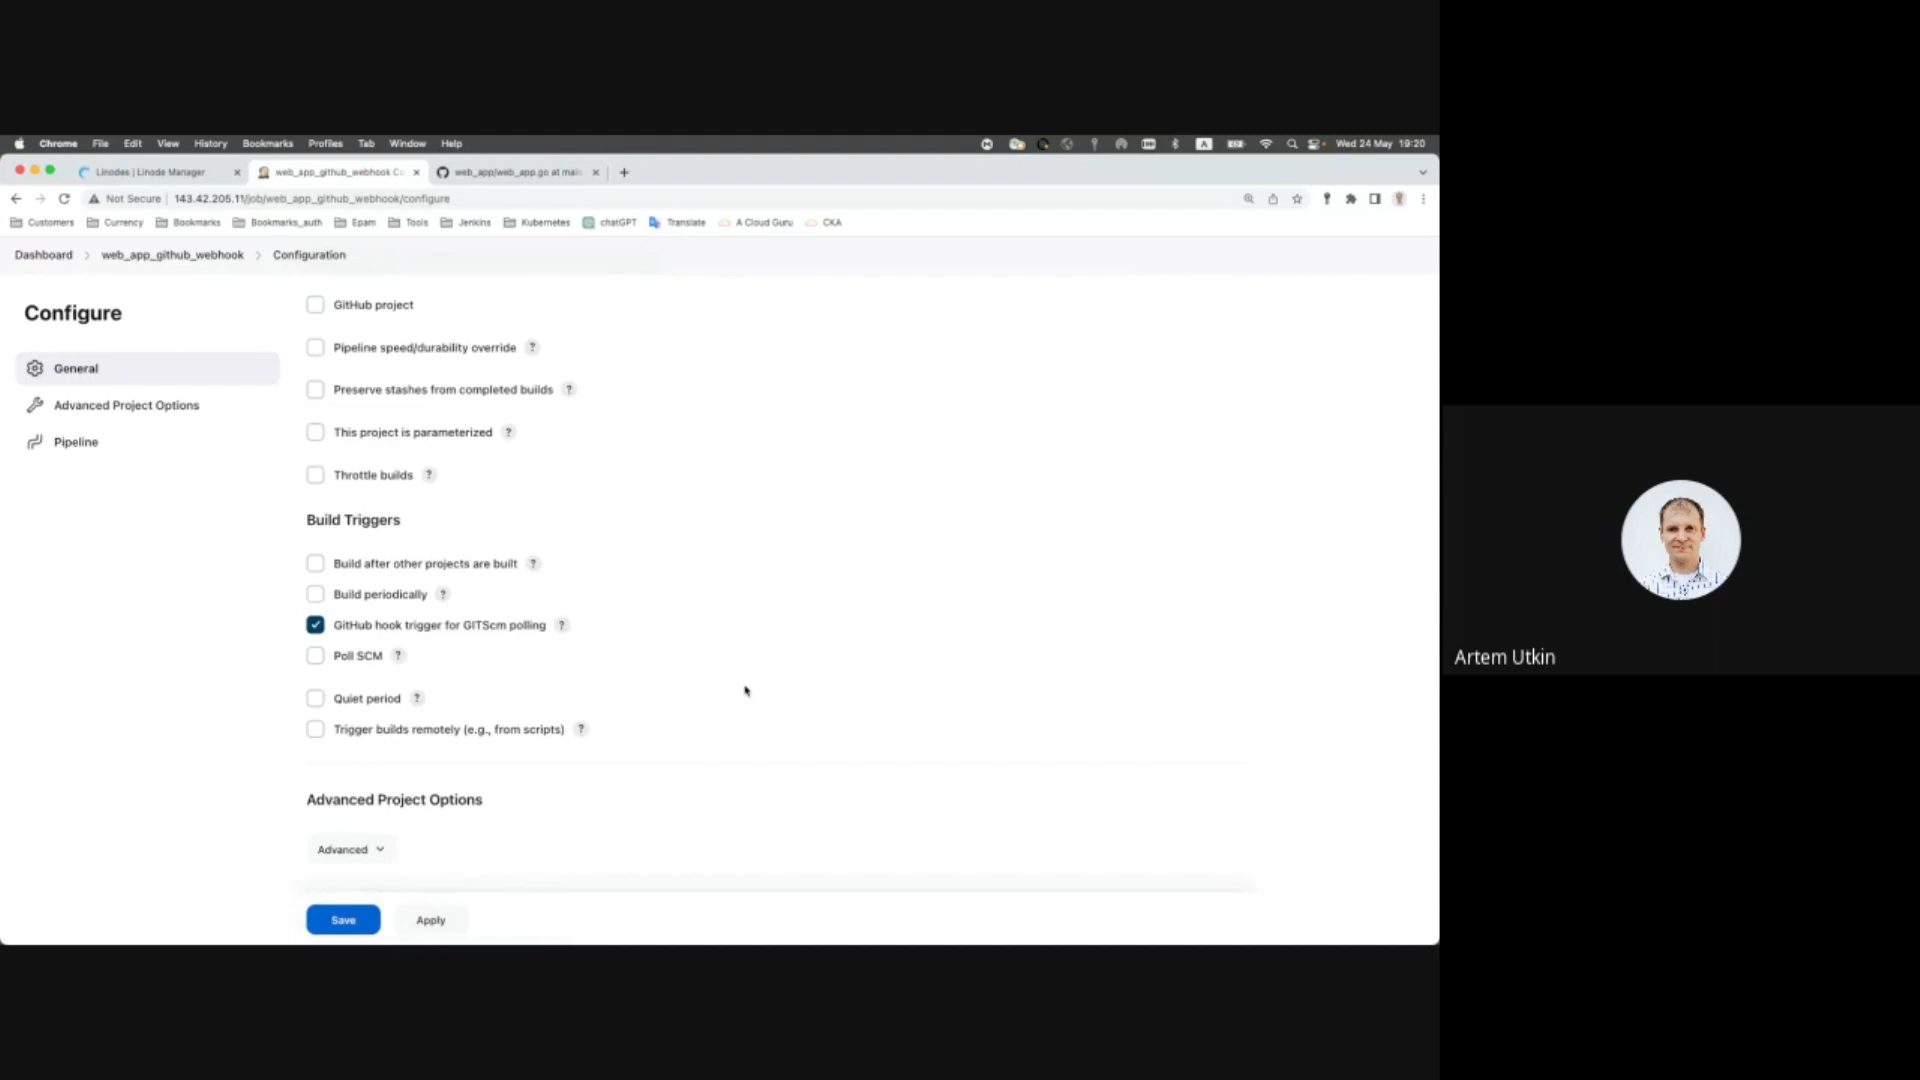 Chrome File Edit View History Bookmarks Profiles Tab Window Help
A
Wed 24 May 19:20
Linodes | Linode Manager
web_app_github_webhook Co
web_app/web_app.go at main
Not Secure | 143.42.205.11/job/web_app_github_webhook/configure
Customers Currency Bookmarks Bookmarks_auth Epam Tools Jenkins Kubernetes chatGPT Translate A Cloud Guru CKA
Dashboard > web_app_github_webhook > Configuration
Configure
General
Advanced Project Options
Pipeline
GitHub project
Pipeline speed/durability override ?
Preserve stashes from completed builds ?
This project is parameterized ?
Throttle builds ?
Build Triggers
Build after other projects are built ?
Build periodically ?
GitHub hook trigger for GITScm polling ?
Poll SCM ?
Quiet period ?
Trigger builds remotely (e.g., from scripts) ?
Advanced Project Options
Advanced
Save Apply
Artem Utkin